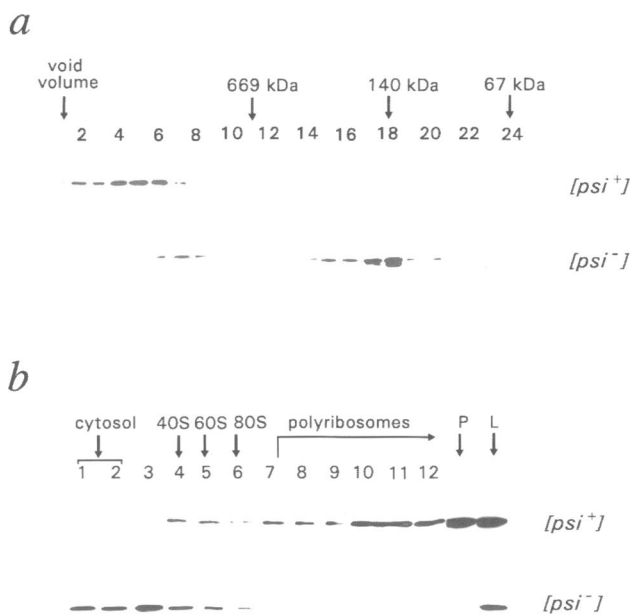 a
void
volume
669 kDa
140 kDa
67 kDa
2 4 6 8 10 12 14 16 18 20 22 24
[psi⁺]
[psi⁻]
b
cytosol 40S 60S 80S polyribosomes P L
1 2 3 4 5 6 7 8 9 10 11 12
[psi⁺]
[psi⁻]